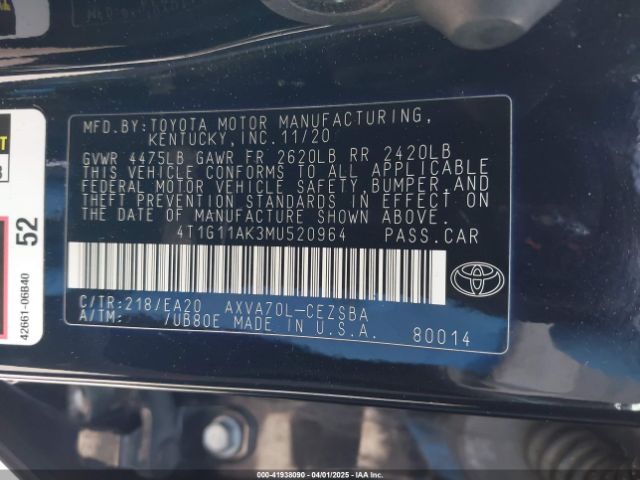 MFD.BY:TOYOTA MOTOR MANUFACTURING,
KENTUCKY,INC.11/20
GVWR 4475LB GAWR FR 2620LB RR 2420LB
THIS VEHICLE CONFORMS TO ALL APPLICABLE
FEDERAL MOTOR VEHICLE SAFETY, BUMPER,AND
THEFT PREVENTION STANDARDS IN EFFECT ON
THE DATE OF MANUFACTURE SHOWN ABOVE.
4T1G11AK3MU520964 PASS.CAR
C/TR:218/EA20 AXVA70L-CEZSBA
A/TM: /UB80E MADE IN U.S.A. 80014
52
42661-06B40
000-41938090 - 04/01/2025 - IAA Inc.